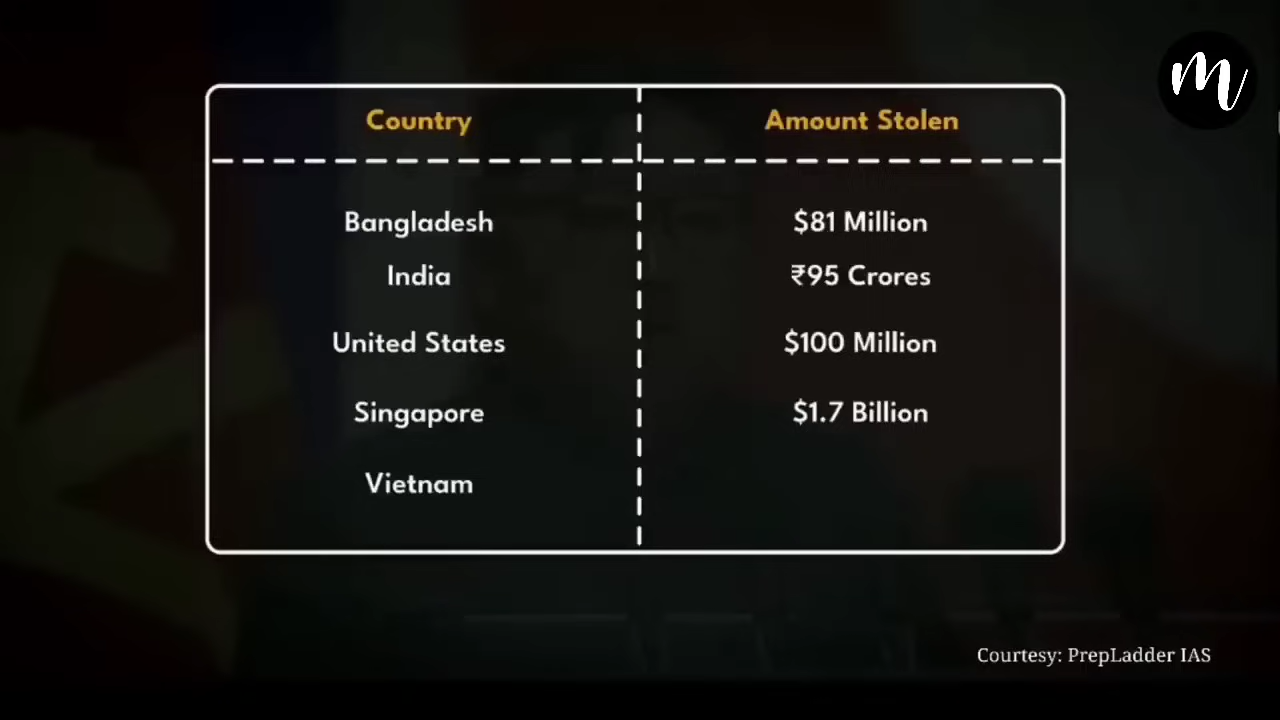 m
Country Amount Stolen
Bangladesh $81 Million
India ₹95 Crores
United States $100 Million
Singapore $1.7 Billion
Vietnam
Courtesy: PrepLadder IAS